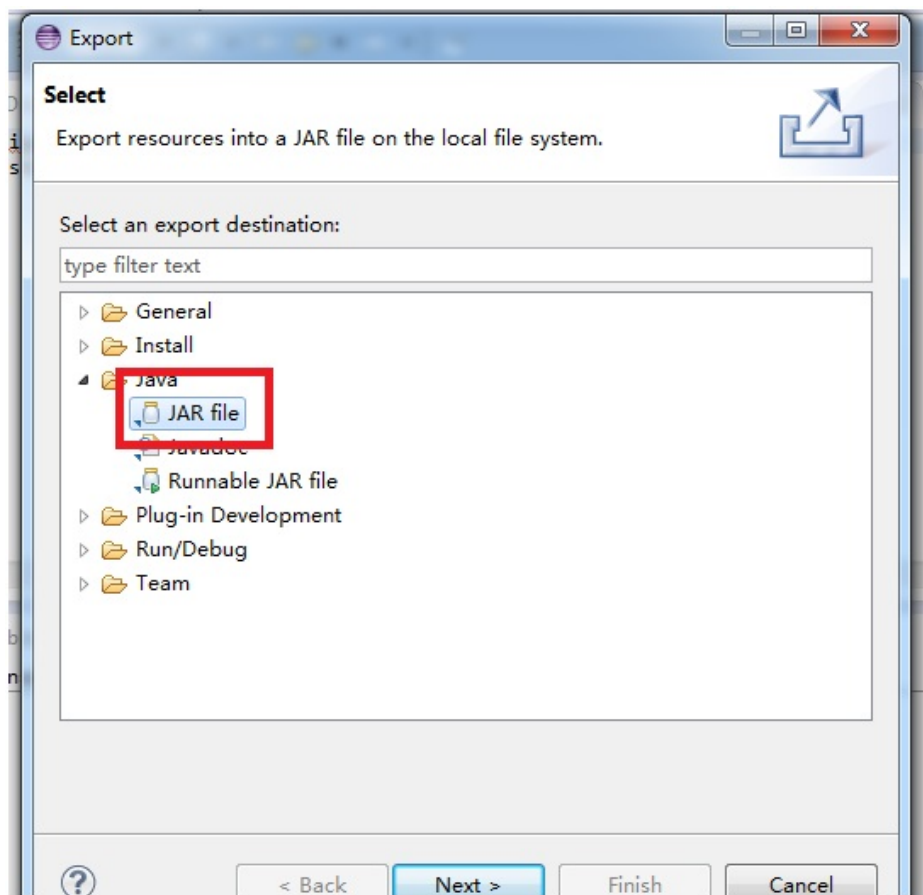 Export
Select
Export resources into a JAR file on the local file system.
Select an export destination:
type filter text
General
Install
Java
JAR file
Javadoc
Runnable JAR file
Plug-in Development
Run/Debug
Team
< Back Next > Finish Cancel